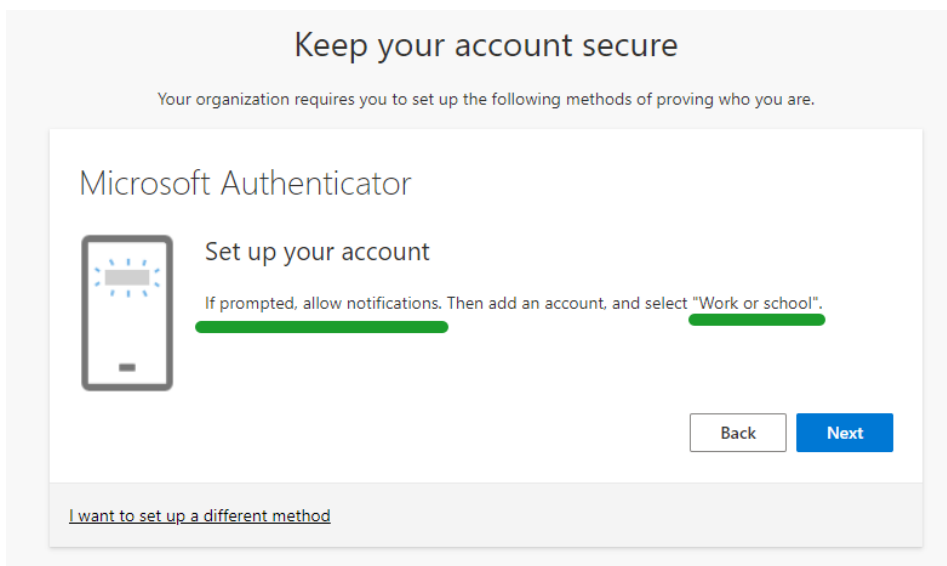 Keep your account secure
Your organization requires you to set up the following methods of proving who you are.
Microsoft Authenticator
Set up your account
If prompted, allow notifications. Then add an account, and select "Work or school".
Back
Next
I want to set up a different method